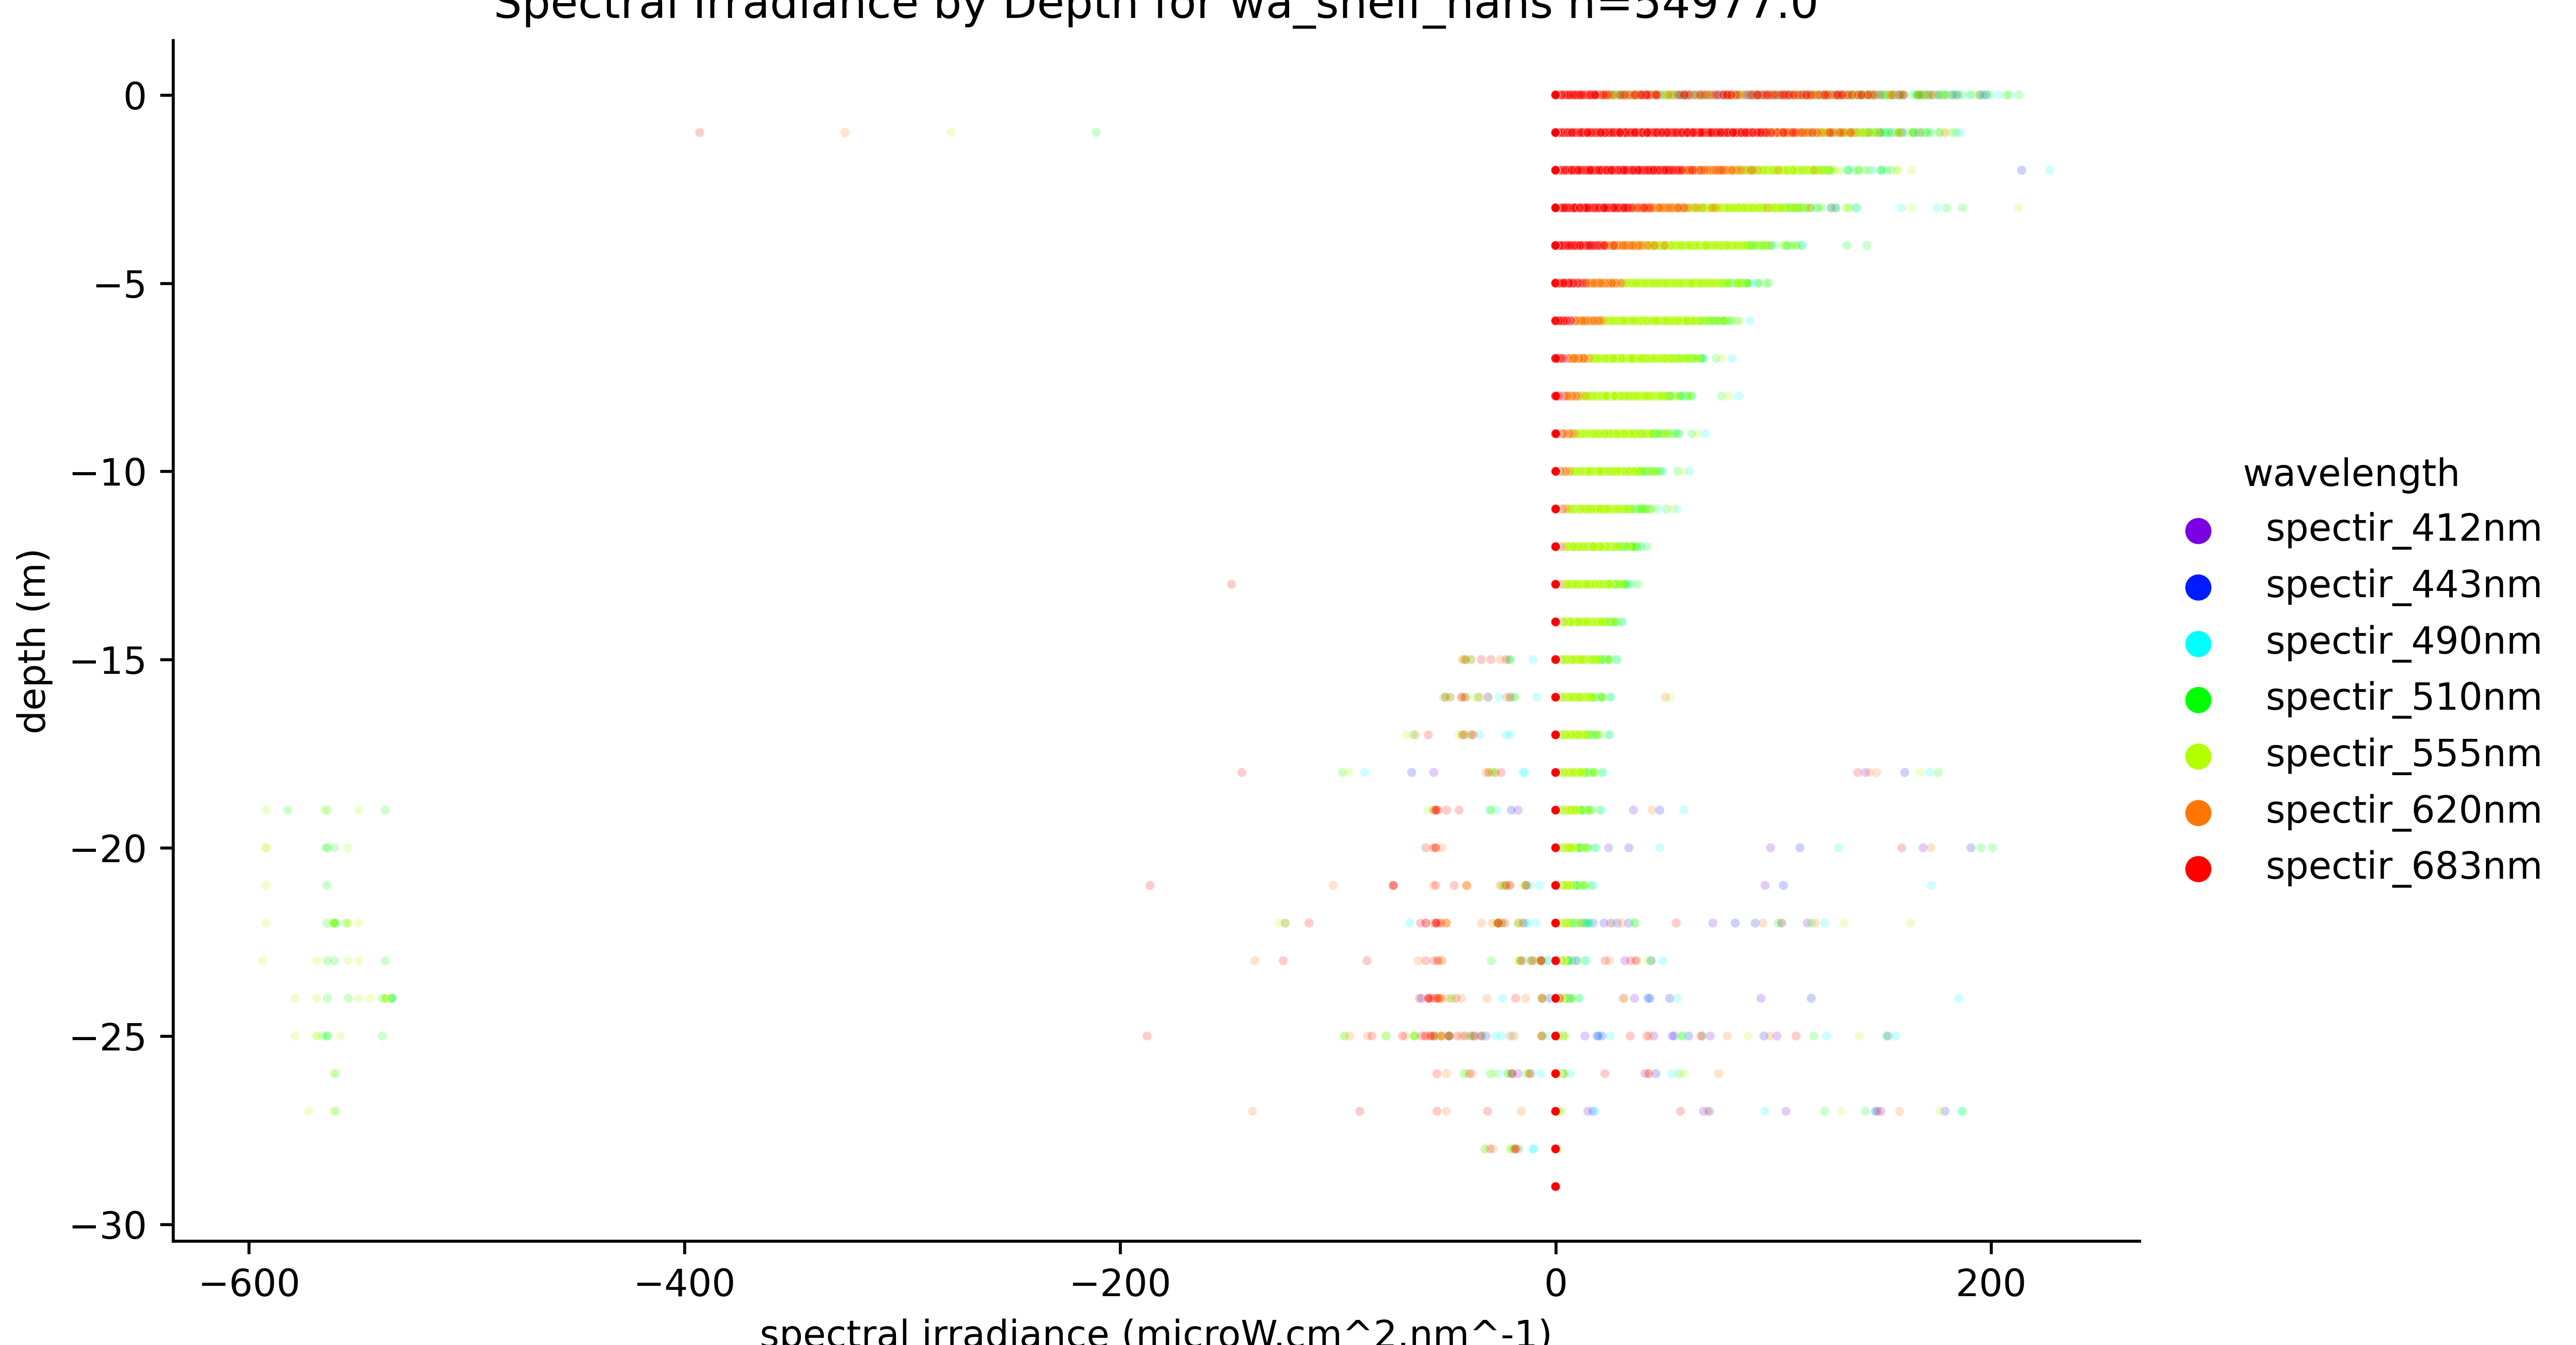 Spectral Irradiance by Depth for wa_shelf_nans n=54977.0
0
−5
−10
−15
−20
−25
−30
depth (m)
−600 −400 −200 0 200
spectral irradiance (microW.cm^2.nm^-1)
wavelength
spectir_412nm
spectir_443nm
spectir_490nm
spectir_510nm
spectir_555nm
spectir_620nm
spectir_683nm